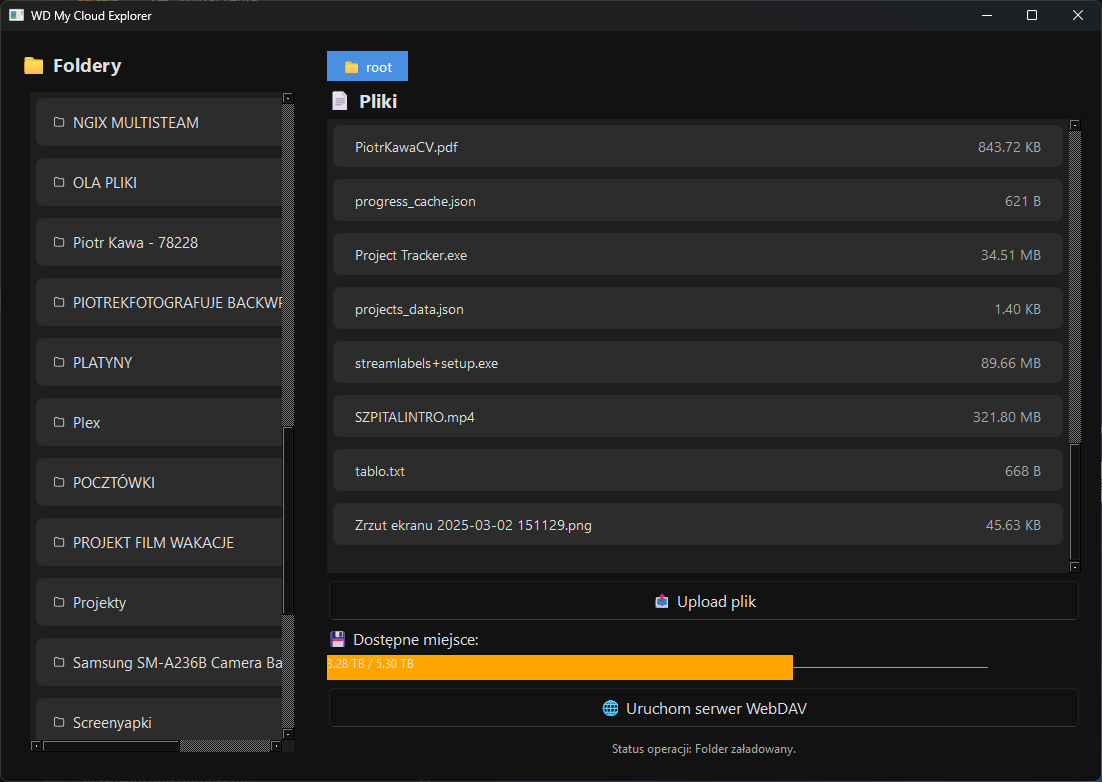 WD My Cloud Explorer
Foldery
NGIX MULTISTEAM
OLA PLIKI
Piotr Kawa - 78228
PIOTREKFOTOGRAFUJE BACKWP
PLATYNY
Plex
POCZTÓWKI
PROJEKT FILM WAKACJE
Projekty
Samsung SM-A236B Camera Ba
Screenyapki
root
Pliki
PiotrKawaCV.pdf 843.72 KB
progress_cache.json 621 B
Project Tracker.exe 34.51 MB
projects_data.json 1.40 KB
streamlabels+setup.exe 89.66 MB
SZPITALINTRO.mp4 321.80 MB
tablo.txt 668 B
Zrzut ekranu 2025-03-02 151129.png 45.63 KB
Upload plik
Dostępne miejsce:
3.28 TB / 5.30 TB
Uruchom serwer WebDAV
Status operacji: Folder załadowany.